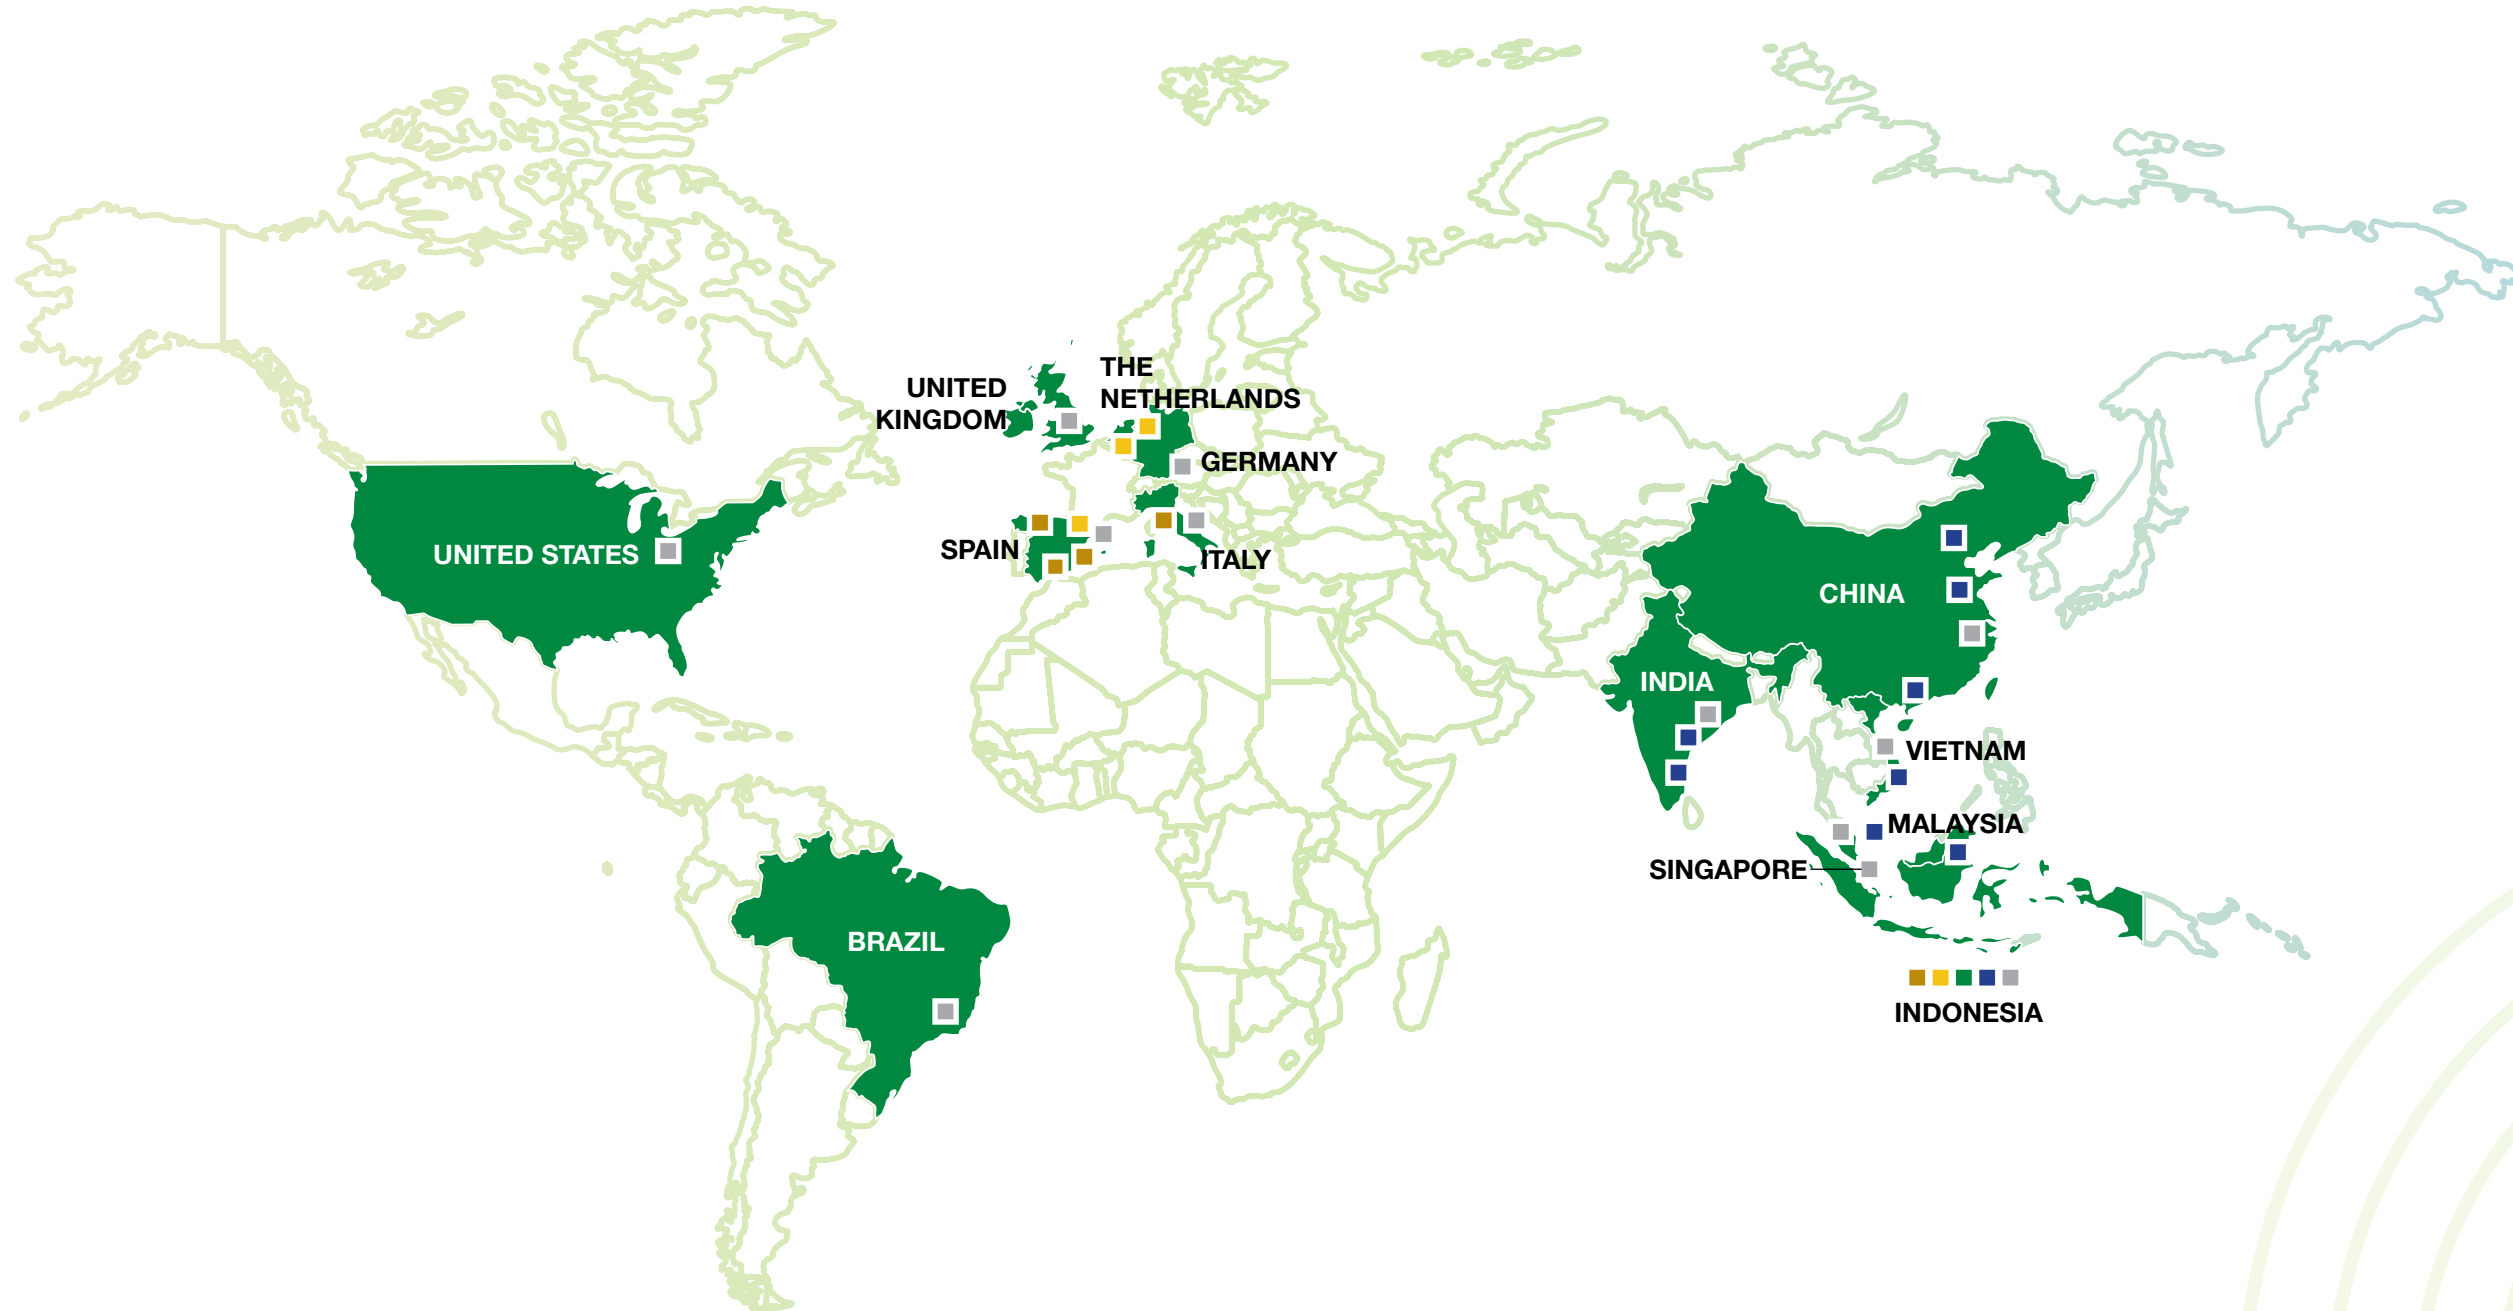 THE
NETHERLANDS
UNITED
KINGDOM
GERMANY
SPAIN
ITALY
UNITED STATES
CHINA
INDIA
VIETNAM
MALAYSIA
SINGAPORE
BRAZIL
INDONESIA